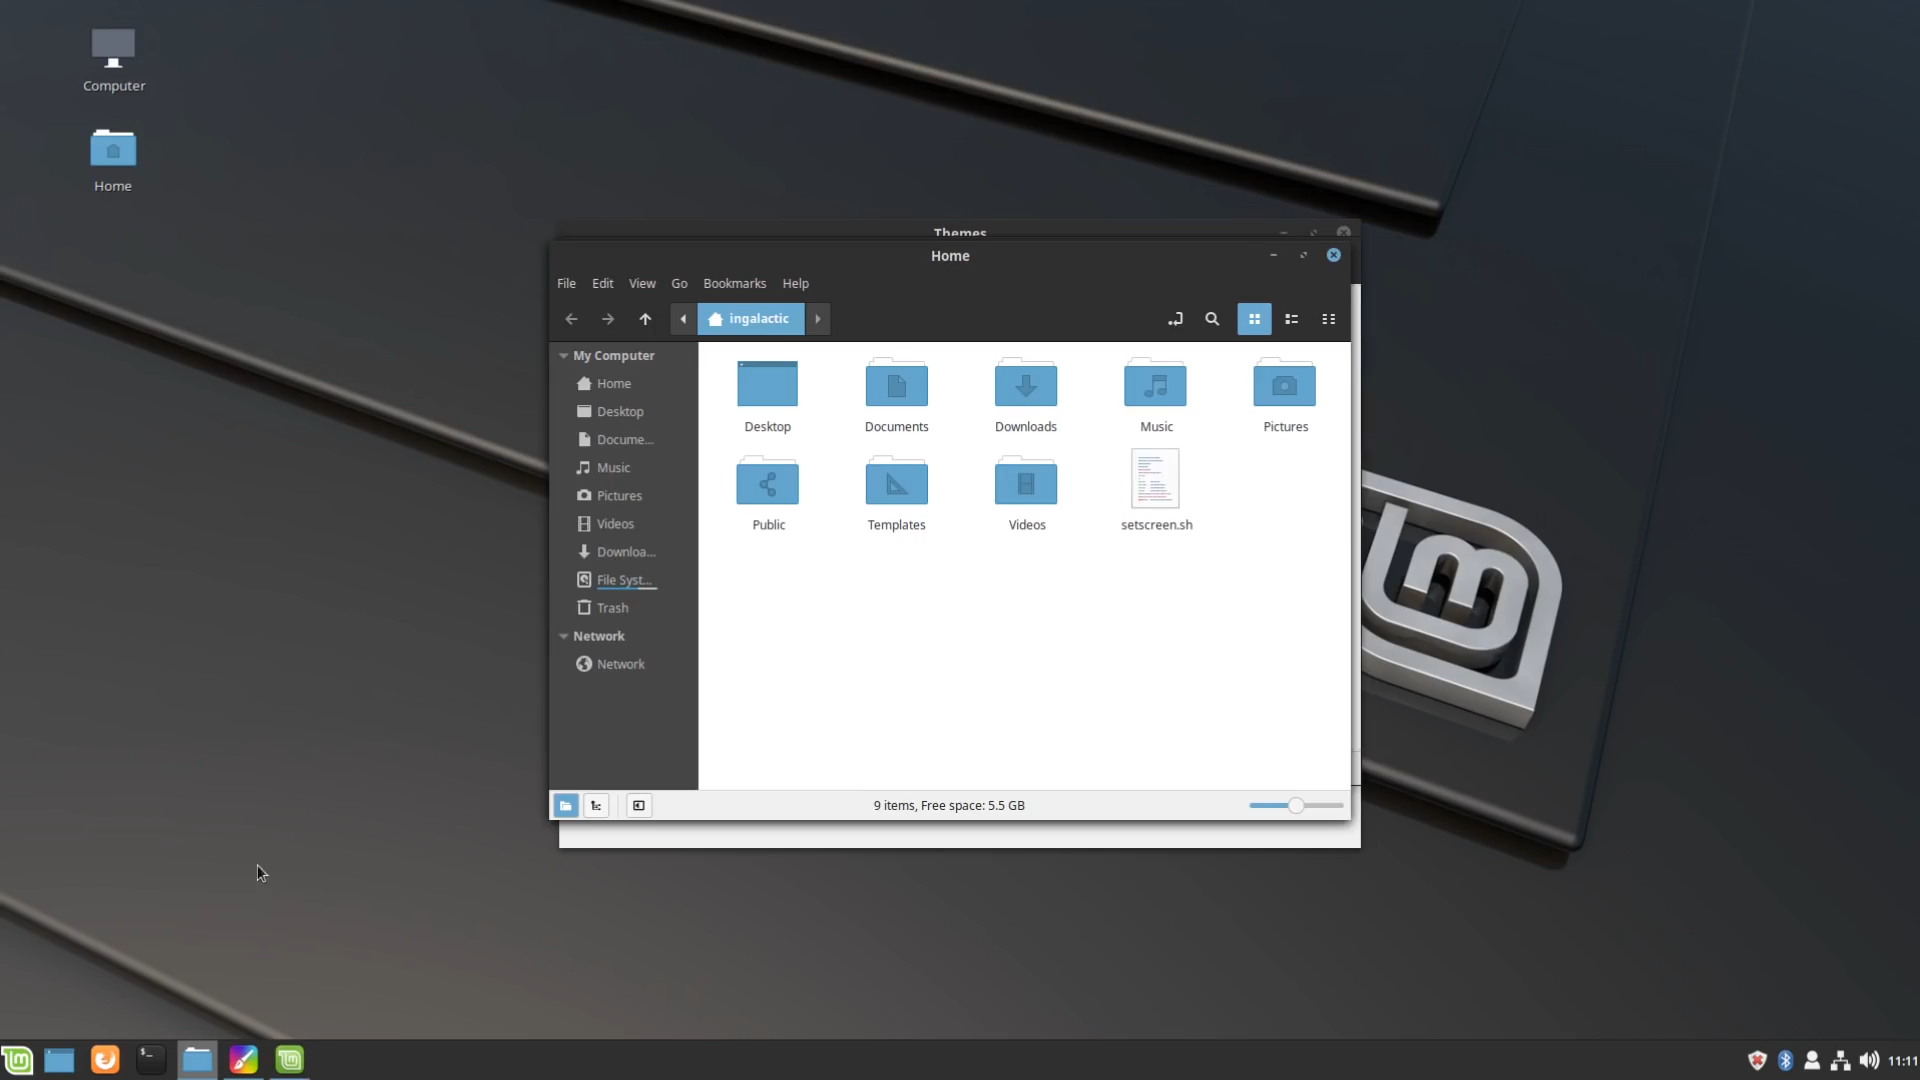 Computer
Home
Themes
Home
File Edit View Go Bookmarks Help
ingalactic
My Computer
Home
Desktop
Docume...
Music
Pictures
Videos
Downloa...
File Syst...
Trash
Network
Network
Desktop Documents Downloads Music Pictures
Public Templates Videos setscreen.sh
9 items, Free space: 5.5 GB
11:11